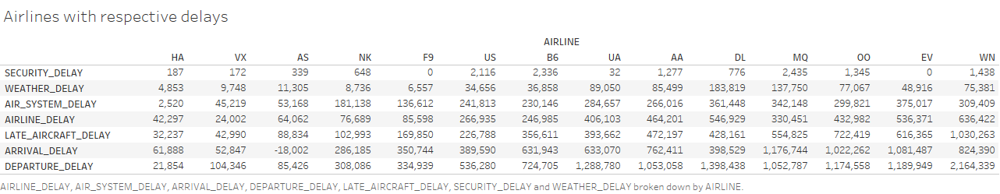 Airlines with respective delays
AIRLINE
HA VX AS NK F9 US B6 UA AA DL MQ OO EV WN
SECURITY_DELAY 187 172 339 648 0 2,116 2,336 32 1,277 776 2,435 1,345 0 1,438
WEATHER_DELAY 4,853 9,748 11,305 8,736 6,557 34,656 36,858 89,050 85,499 183,819 137,750 77,067 48,916 75,381
AIR_SYSTEM_DELAY 2,520 45,219 53,168 181,138 136,612 241,813 230,146 284,657 266,016 361,448 342,148 299,821 375,017 309,409
AIRLINE_DELAY 42,297 24,002 64,062 76,689 85,598 266,935 246,985 406,103 464,201 546,929 330,451 432,982 536,371 636,422
LATE_AIRCRAFT_DELAY 32,237 42,990 88,834 102,993 169,850 226,788 356,611 393,662 472,197 428,161 554,825 722,419 616,365 1,030,263
ARRIVAL_DELAY 61,888 52,847 -18,002 286,185 350,744 389,590 631,943 633,070 762,411 398,529 1,176,744 1,022,262 1,081,487 824,390
DEPARTURE_DELAY 21,854 104,346 85,426 308,086 334,939 536,280 724,705 1,288,780 1,053,058 1,398,438 1,052,787 1,174,558 1,189,949 2,164,339
AIRLINE_DELAY, AIR_SYSTEM_DELAY, ARRIVAL_DELAY, DEPARTURE_DELAY, LATE_AIRCRAFT_DELAY, SECURITY_DELAY and WEATHER_DELAY broken down by AIRLINE.